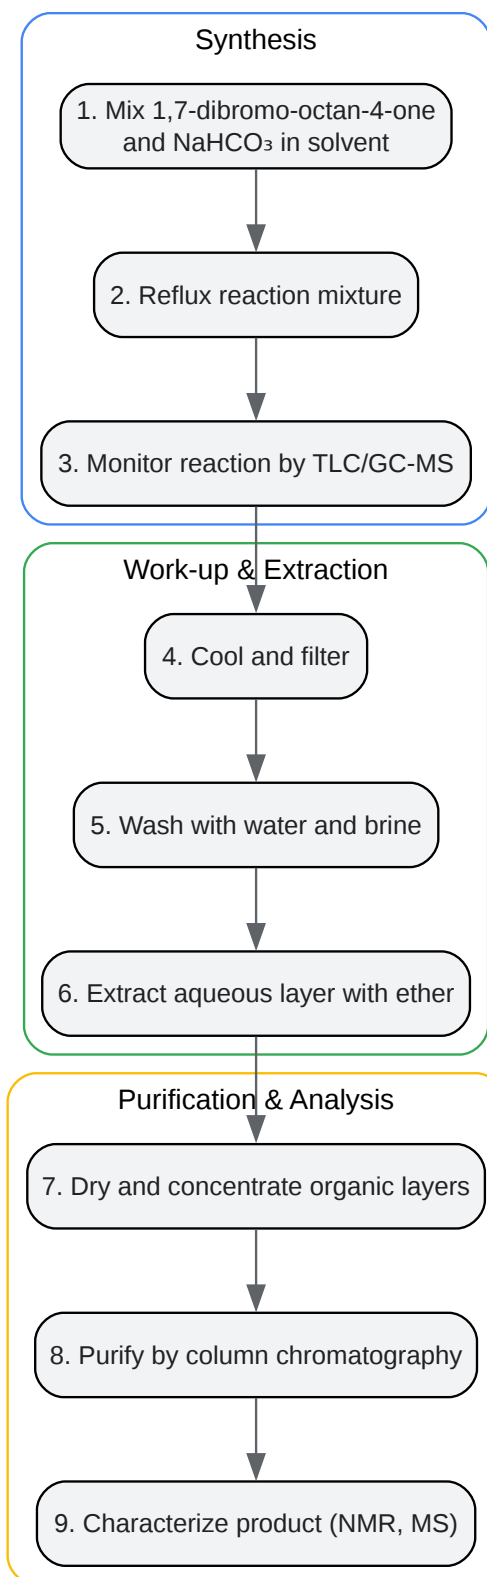 Synthesis
1. Mix 1,7-dibromo-octan-4-one
and NaHCO₃ in solvent
2. Reflux reaction mixture
3. Monitor reaction by TLC/GC-MS
Work-up & Extraction
4. Cool and filter
5. Wash with water and brine
6. Extract aqueous layer with ether
Purification & Analysis
7. Dry and concentrate organic layers
8. Purify by column chromatography
9. Characterize product (NMR, MS)